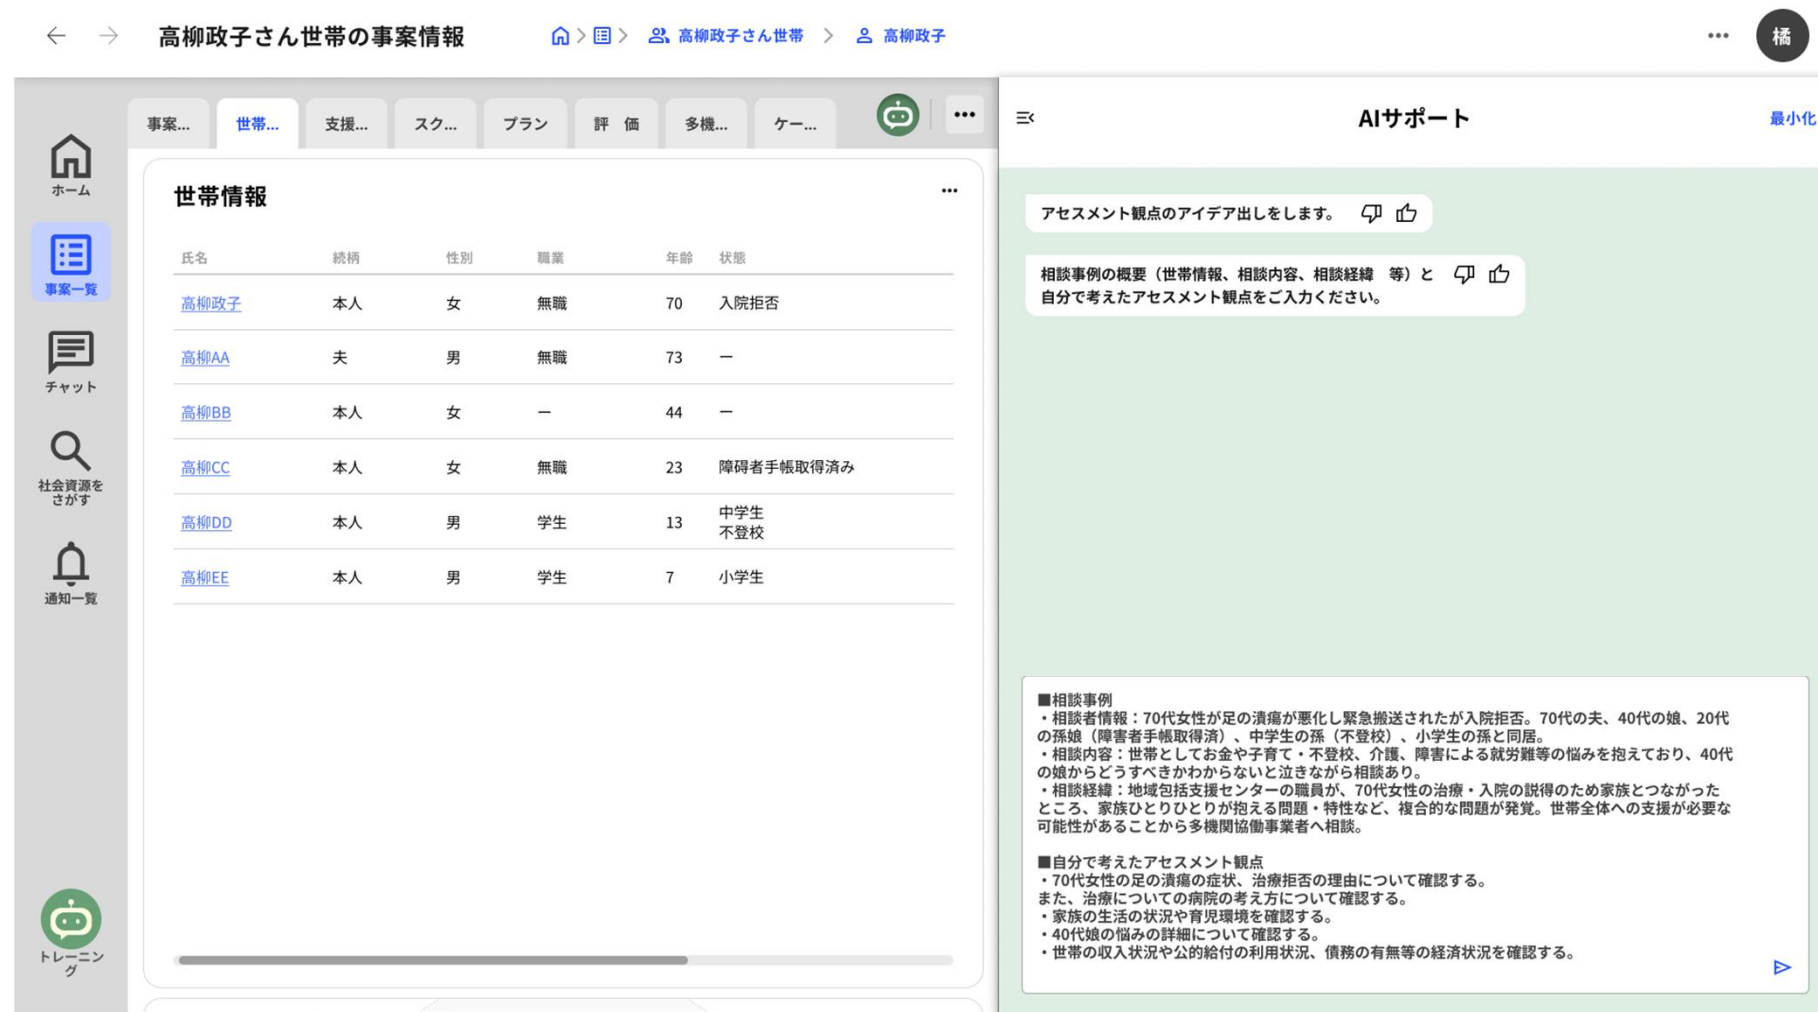 高柳政子さん世帯の事案情報
高柳政子さん世帯
高柳政子
橘
ホーム
事案一覧
チャット
社会資源を
さがす
通知一覧
トレーニン
グ
事案...
世帯...
支援...
スク...
プラン
評 価
多機...
ケー...
世帯情報
氏名 続柄 性別 職業 年齢 状態
高柳政子 本人 女 無職 70 入院拒否
高柳AA 夫 男 無職 73 ー
高柳BB 本人 女 ー 44 ー
高柳CC 本人 女 無職 23 障碍者手帳取得済み
高柳DD 本人 男 学生 13 中学生
不登校
高柳EE 本人 男 学生 7 小学生
AIサポート
最小化
アセスメント観点のアイデア出しをします。
相談事例の概要（世帯情報、相談内容、相談経緯　等）と
自分で考えたアセスメント観点をご入力ください。
■相談事例
・相談者情報：70代女性が足の潰瘍が悪化し緊急搬送されたが入院拒否。70代の夫、40代の娘、20代
の孫娘（障害者手帳取得済）、中学生の孫（不登校）、小学生の孫と同居。
・相談内容：世帯としてお金や子育て・不登校、介護、障害による就労難等の悩みを抱えており、40代
の娘からどうすべきかわからないと泣きながら相談あり。
・相談経緯：地域包括支援センターの職員が、70代女性の治療・入院の説得のため家族とつながった
ところ、家族ひとりひとりが抱える問題・特性など、複合的な問題が発覚。世帯全体への支援が必要な
可能性があることから多機関協働事業者へ相談。
■自分で考えたアセスメント観点
・70代女性の足の潰瘍の症状、治療拒否の理由について確認する。
また、治療についての病院の考え方について確認する。
・家族の生活の状況や育児環境を確認する。
・40代娘の悩みの詳細について確認する。
・世帯の収入状況や公的給付の利用状況、債務の有無等の経済状況を確認する。